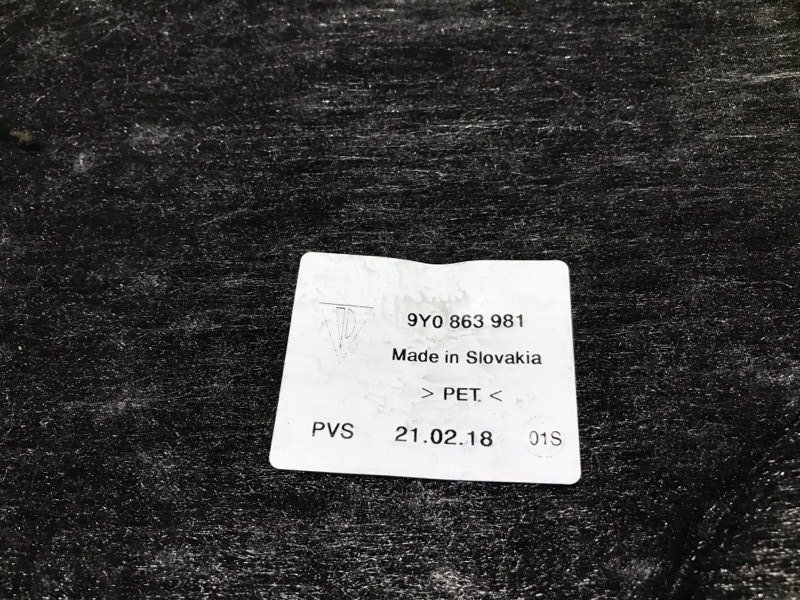 9Y0 863 981
Made in Slovakia
> PET. <
PVS 21.02.18 01S